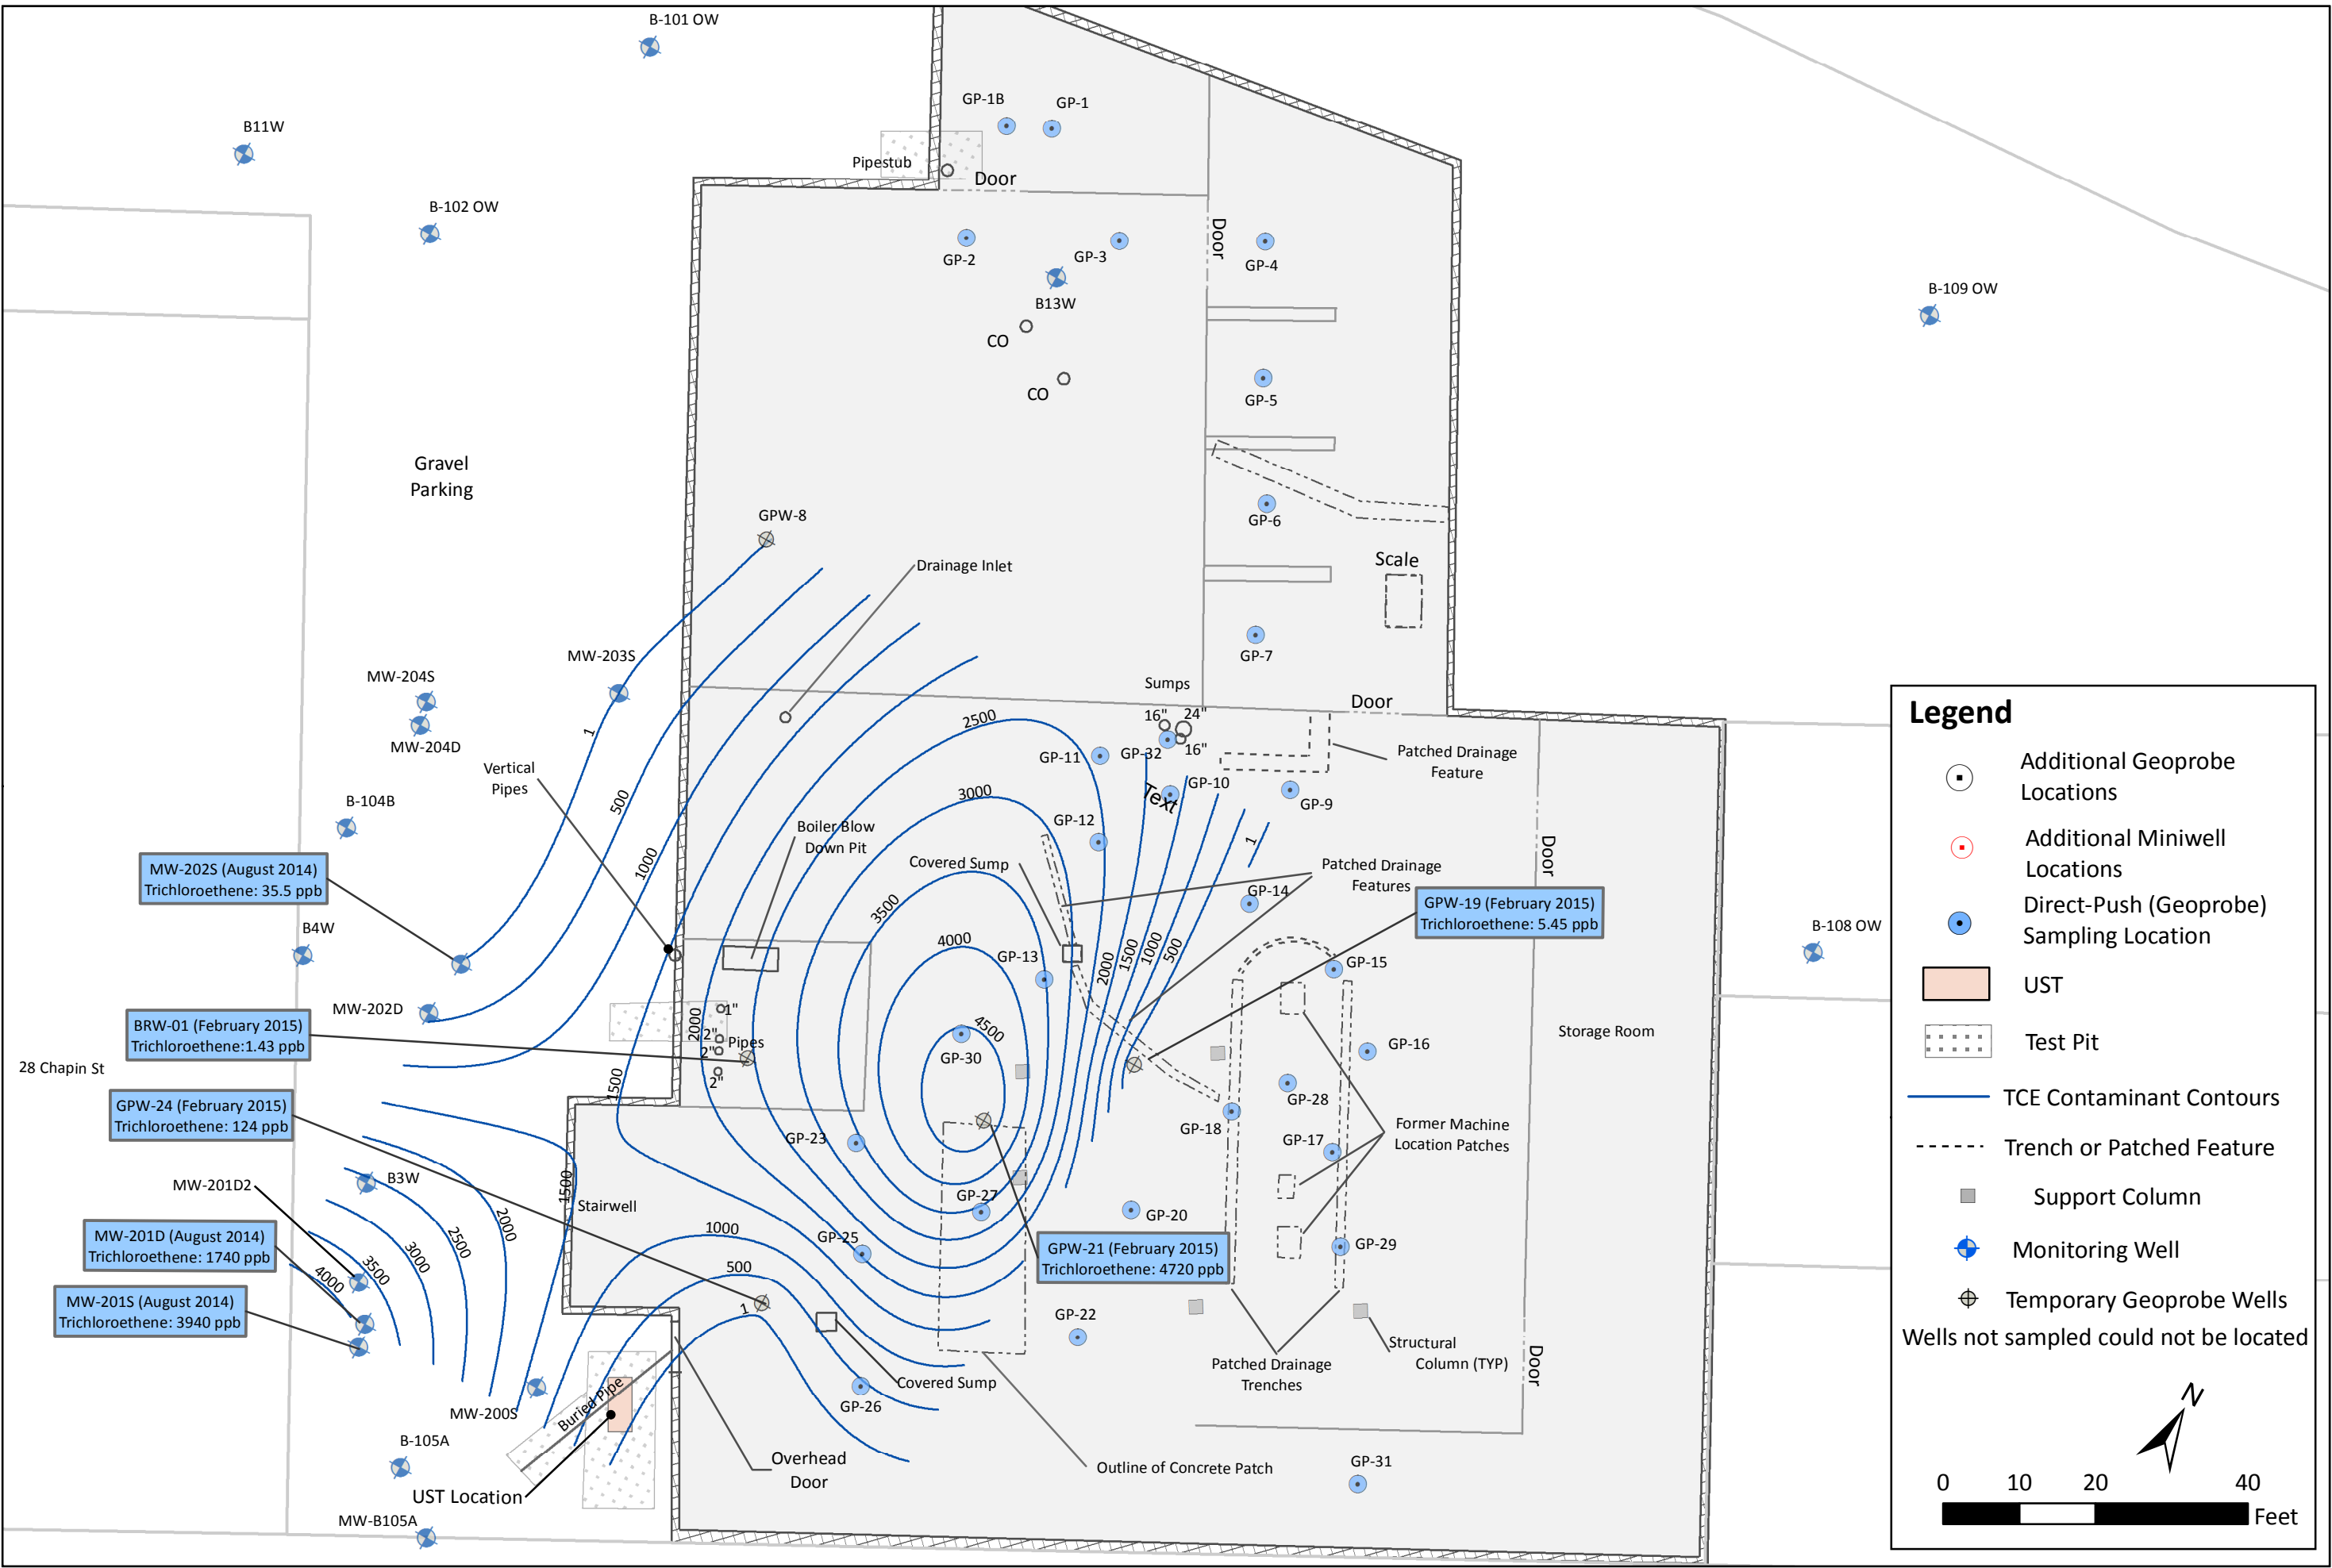 B-101 OW
GP-1B
GP-1
B11W
Pipestub
Door
B-102 OW
Door
GP-2
GP-3
GP-4
B13W
B-109 OW
CO
CO
GP-5
Gravel
Parking
GPW-8
GP-6
Drainage Inlet
Scale
MW-203S
GP-7
MW-204S
Sumps
Door
MW-204D
16"
24"
16"
2500
1
GP-11
GP-32
Patched Drainage
Feature
Vertical
Pipes
GP-10
Text
GP-9
B-104B
500
3000
Boiler Blow
Down Pit
GP-12
1
Door
1000
Covered Sump
Patched Drainage
Features
MW-202S (August 2014)
Trichloroethene: 35.5 ppb
3500
GP-14
GPW-19 (February 2015)
Trichloroethene: 5.45 ppb
B4W
4000
GP-13
2000
1500
1000
500
GP-15
B-108 OW
MW-202D
1"
2000
2"
Pipes
2"
2"
4500
GP-30
GP-16
Storage Room
BRW-01 (February 2015)
Trichloroethene:1.43 ppb
28 Chapin St
1500
GP-28
GPW-24 (February 2015)
Trichloroethene: 124 ppb
GP-23
GP-18
GP-17
Former Machine
Location Patches
B3W
MW-201D2
1500
Stairwell
GP-27
GP-20
2000
2500
3000
3500
4000
1000
GP-25
GP-29
MW-201D (August 2014)
Trichloroethene: 1740 ppb
GPW-21 (February 2015)
Trichloroethene: 4720 ppb
500
MW-201S (August 2014)
Trichloroethene: 3940 ppb
1
GP-22
Structural
Column (TYP)
Patched Drainage
Trenches
Door
Covered Sump
Buried Pipe
MW-200S
GP-26
B-105A
Overhead
Door
Outline of Concrete Patch
GP-31
UST Location
MW-B105A
Legend
Additional Geoprobe
Locations
Additional Miniwell
Locations
Direct-Push (Geoprobe)
Sampling Location
UST
Test Pit
TCE Contaminant Contours
Trench or Patched Feature
Support Column
Monitoring Well
Temporary Geoprobe Wells
Wells not sampled could not be located
N
0 10 20 40
Feet